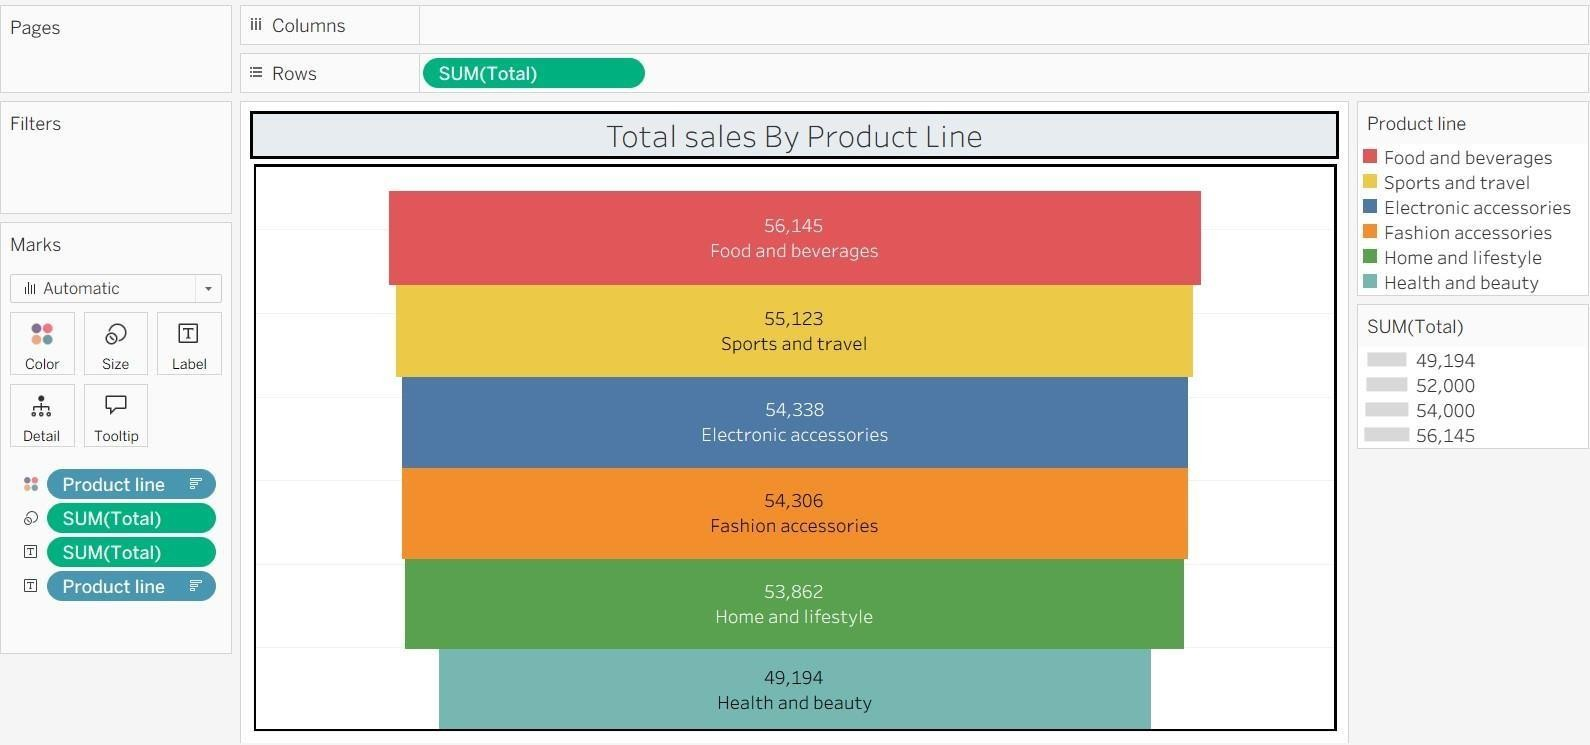 Pages
Columns
Rows
SUM(Total)
Filters
Marks
Automatic
Color
Size
Label
Detail
Tooltip
Product line
SUM(Total)
SUM(Total)
Product line
Total sales By Product Line
56,145
Food and beverages
55,123
Sports and travel
54,338
Electronic accessories
54,306
Fashion accessories
53,862
Home and lifestyle
49,194
Health and beauty
Product line
Food and beverages
Sports and travel
Electronic accessories
Fashion accessories
Home and lifestyle
Health and beauty
SUM(Total)
49,194
52,000
54,000
56,145